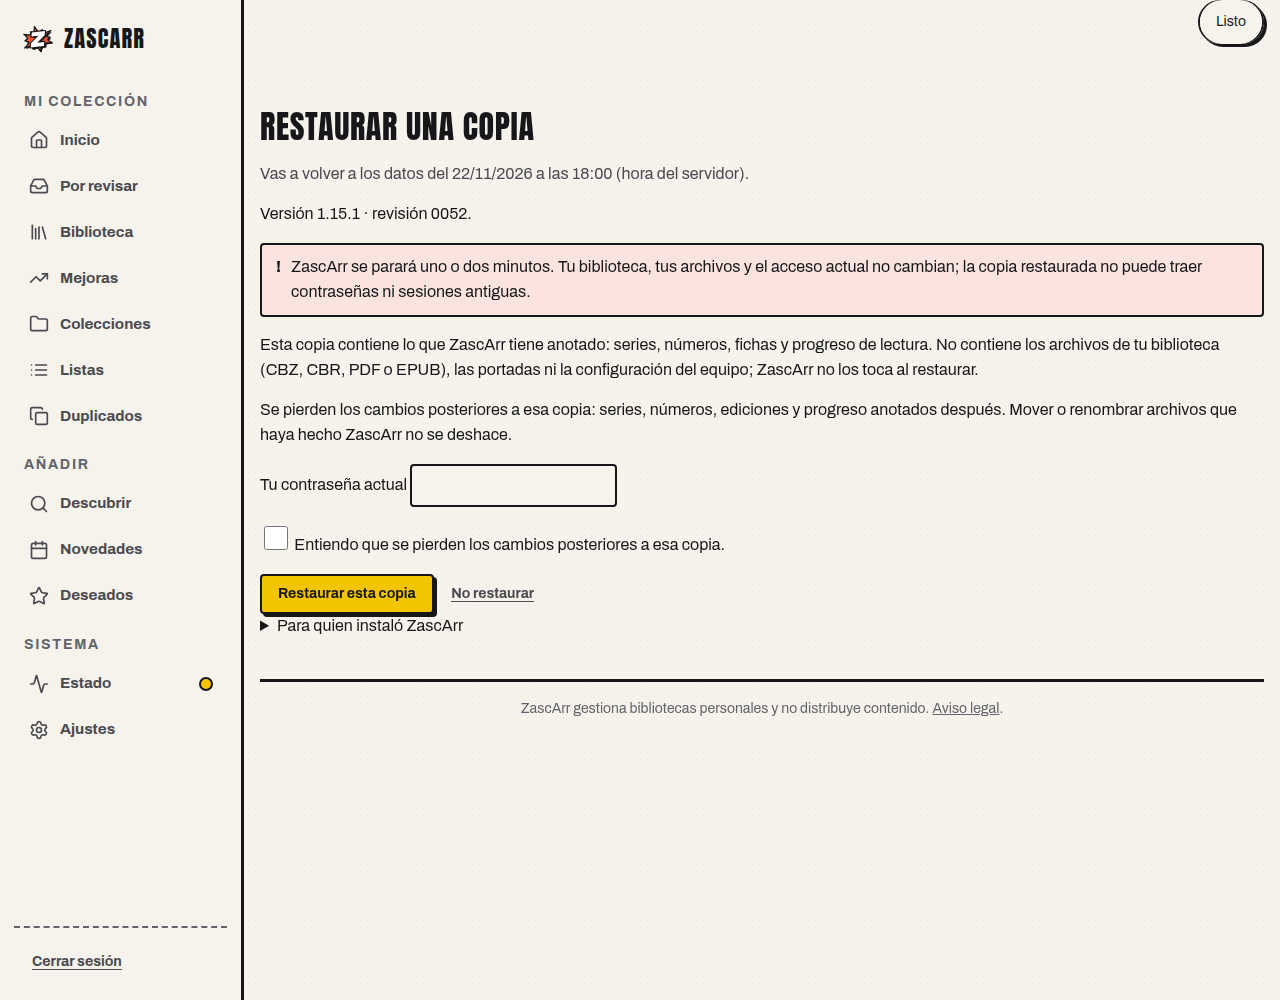 ZASCARR
MI COLECCIÓN
Inicio
Por revisar
Biblioteca
Mejoras
Colecciones
Listas
Duplicados
AÑADIR
Descubrir
Novedades
Deseados
SISTEMA
Estado
Ajustes
Cerrar sesión
Listo
RESTAURAR UNA COPIA
Vas a volver a los datos del 22/11/2026 a las 18:00 (hora del servidor).
Versión 1.15.1 · revisión 0052.
! ZascArr se parará uno o dos minutos. Tu biblioteca, tus archivos y el acceso actual no cambian; la copia restaurada no puede traer
contraseñas ni sesiones antiguas.
Esta copia contiene lo que ZascArr tiene anotado: series, números, fichas y progreso de lectura. No contiene los archivos de tu biblioteca
(CBZ, CBR, PDF o EPUB), las portadas ni la configuración del equipo; ZascArr no los toca al restaurar.
Se pierden los cambios posteriores a esa copia: series, números, ediciones y progreso anotados después. Mover o renombrar archivos que
haya hecho ZascArr no se deshace.
Tu contraseña actual
Entiendo que se pierden los cambios posteriores a esa copia.
Restaurar esta copia No restaurar
Para quien instaló ZascArr
ZascArr gestiona bibliotecas personales y no distribuye contenido. Aviso legal.